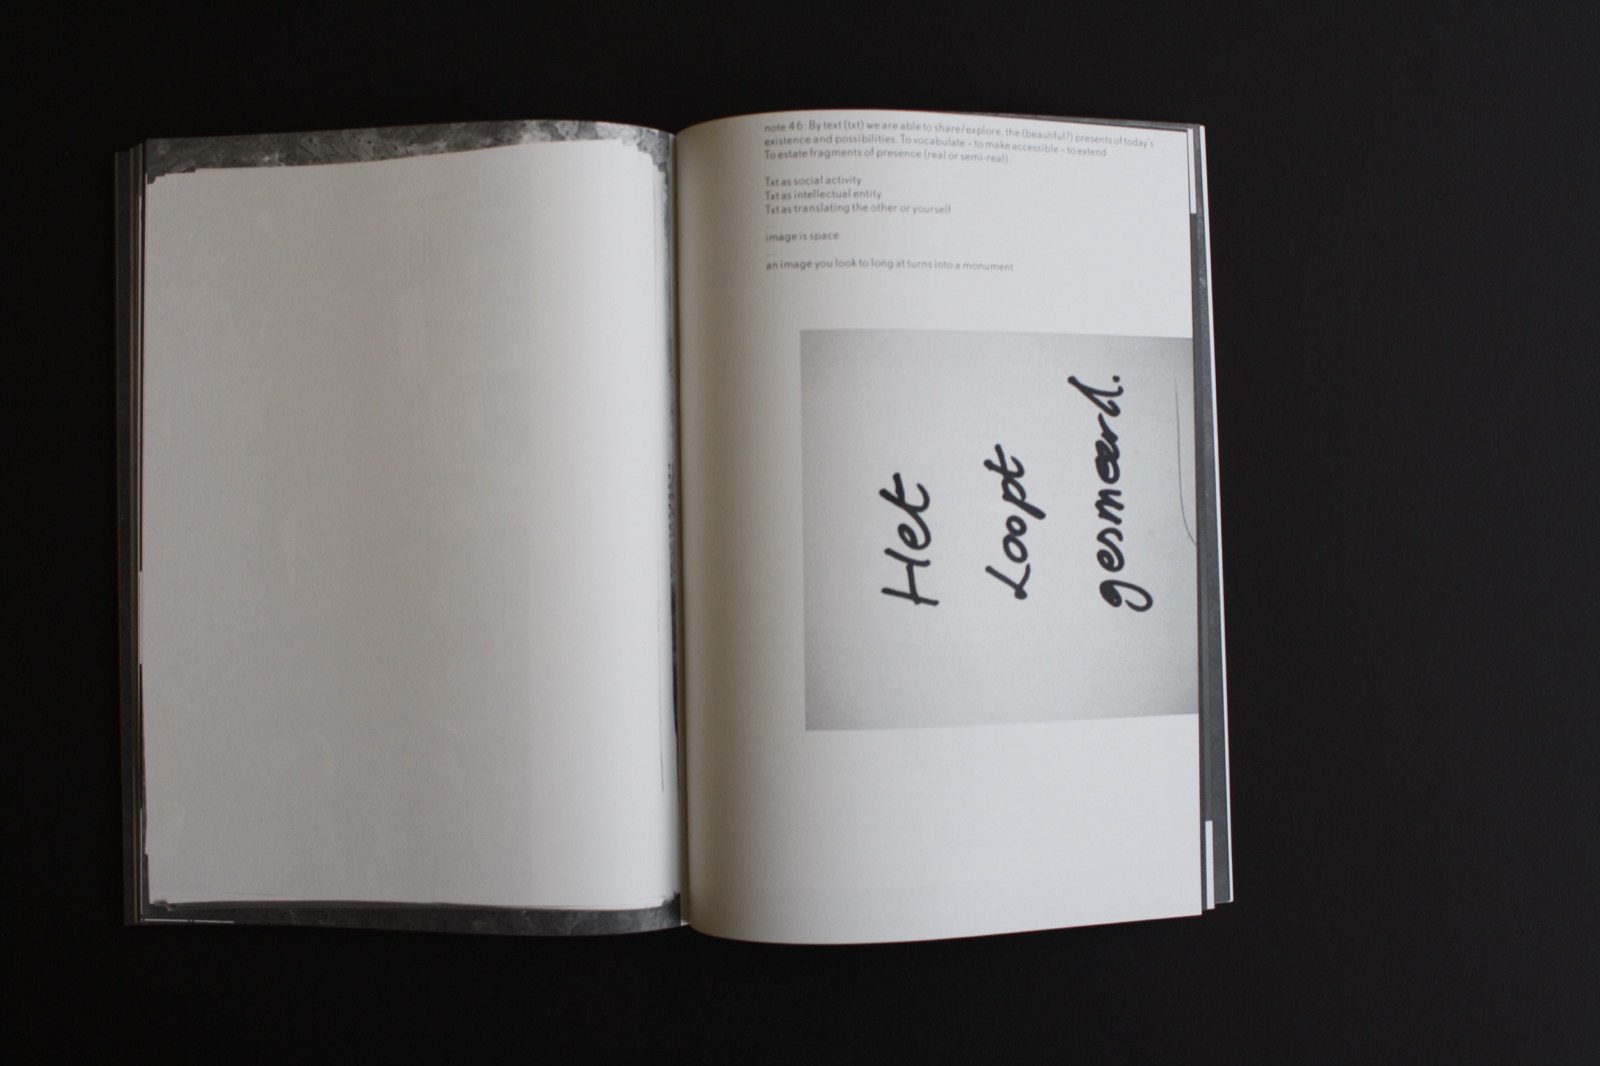 note 46: By text (txt) we are able to share/explore, the (beautiful?) presents of today's
existence and possibilities. To vocabulate – to make accessible – to extend.
To estate fragments of presence (real or semi-real).
Txt as social activity
Txt as intellectual entity
Txt as translating the other or yourself
...
image is space
...
an image you look to long at turns into a monument
Het
Loopt
gesmeerd.